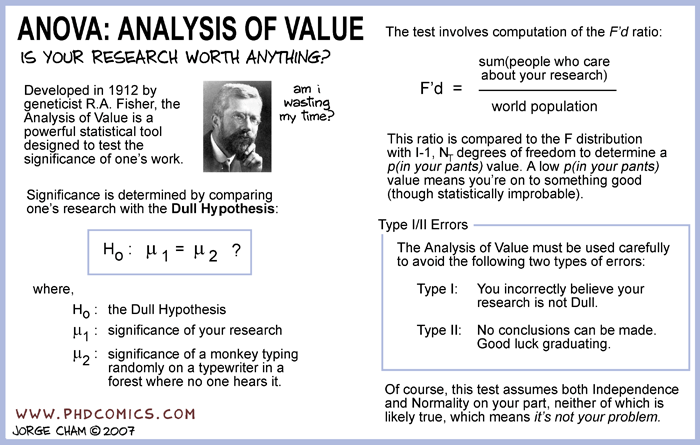 ANOVA: ANALYSIS OF VALUE
IS YOUR RESEARCH WORTH ANYTHING?
Developed in 1912 by
geneticist R.A. Fisher, the
Analysis of Value is a
powerful statistical tool
designed to test the
significance of one's work.
am i
wasting
my time?
Significance is determined by comparing
one's research with the Dull Hypothesis:
H₀ : μ₁ = μ₂ ?
where,
H₀ : the Dull Hypothesis
μ₁ : significance of your research
μ₂ : significance of a monkey typing
randomly on a typewriter in a
forest where no one hears it.
WWW.PHDCOMICS.COM
JORGE CHAM © 2007
The test involves computation of the F'd ratio:
F'd =
sum(people who care
about your research)
world population
This ratio is compared to the F distribution
with I-1, N_T degrees of freedom to determine a
p(in your pants) value. A low p(in your pants)
value means you're on to something good
(though statistically improbable).
Type I/II Errors
The Analysis of Value must be used carefully
to avoid the following two types of errors:
Type I: You incorrectly believe your
research is not Dull.
Type II: No conclusions can be made.
Good luck graduating.
Of course, this test assumes both Independence
and Normality on your part, neither of which is
likely true, which means it's not your problem.